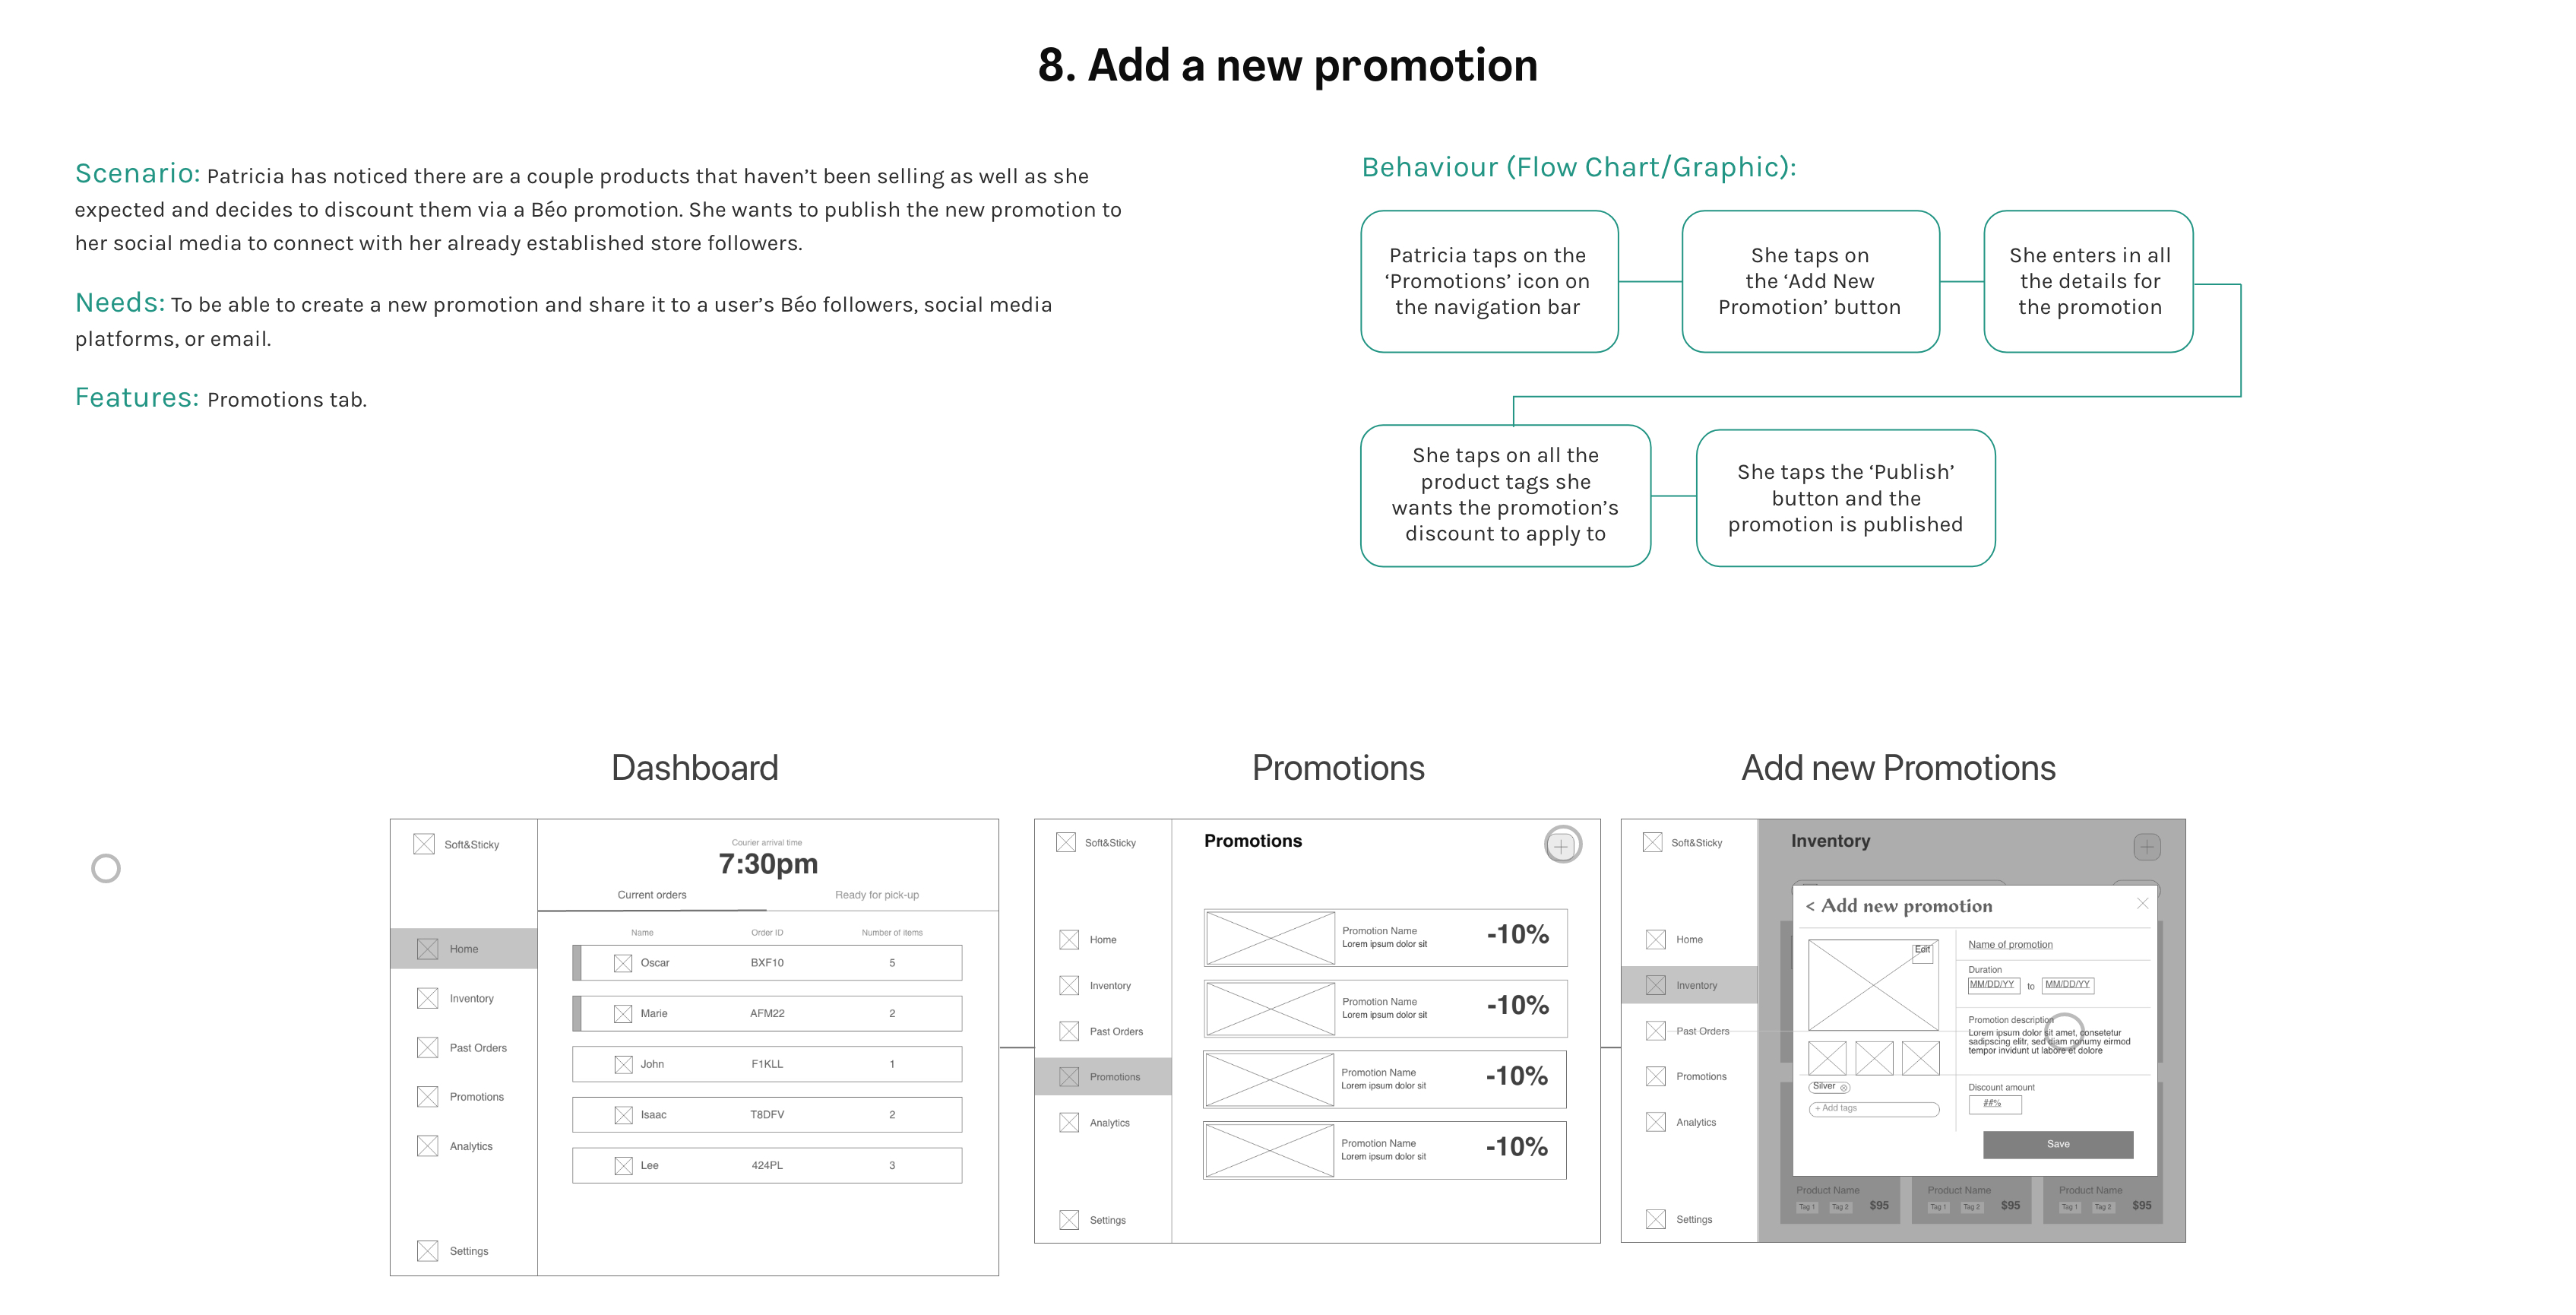 8. Add a new promotion
Scenario: Patricia has noticed there are a couple products that haven’t been selling as well as she
expected and decides to discount them via a Béo promotion. She wants to publish the new promotion to
her social media to connect with her already established store followers.
Needs: To be able to create a new promotion and share it to a user’s Béo followers, social media
platforms, or email.
Features: Promotions tab.
Behaviour (Flow Chart/Graphic):
Patricia taps on the
‘Promotions’ icon on
the navigation bar
She taps on
the ‘Add New
Promotion’ button
She enters in all
the details for
the promotion
She taps on all the
product tags she
wants the promotion’s
discount to apply to
She taps the ‘Publish’
button and the
promotion is published
Dashboard
Soft&Sticky
Home
Inventory
Past Orders
Promotions
Analytics
Settings
Courier arrival time
7:30pm
Current orders
Ready for pick-up
Name Order ID Number of items
Oscar BXF10 5
Marie AFM22 2
John F1KLL 1
Isaac T8DFV 2
Lee 424PL 3
Promotions
Soft&Sticky
Home
Inventory
Past Orders
Promotions
Analytics
Settings
Promotions
+
Promotion Name
Lorem ipsum dolor sit
-10%
Promotion Name
Lorem ipsum dolor sit
-10%
Promotion Name
Lorem ipsum dolor sit
-10%
Promotion Name
Lorem ipsum dolor sit
-10%
Add new Promotions
Soft&Sticky
Home
Inventory
Past Orders
Promotions
Analytics
Settings
Inventory
+
< Add new promotion
Edit
Silver
+ Add tags
Name of promotion
Duration
MM/DD/YY to MM/DD/YY
Promotion description
Lorem ipsum dolor sit amet, consetetur
sadipscing elitr, sed diam nonumy eirmod
tempor invidunt ut labore et dolore
Discount amount
##%
Save
Product Name
Tag 1 Tag 2 $95
Product Name
Tag 1 Tag 2 $95
Product Name
Tag 1 Tag 2 $95